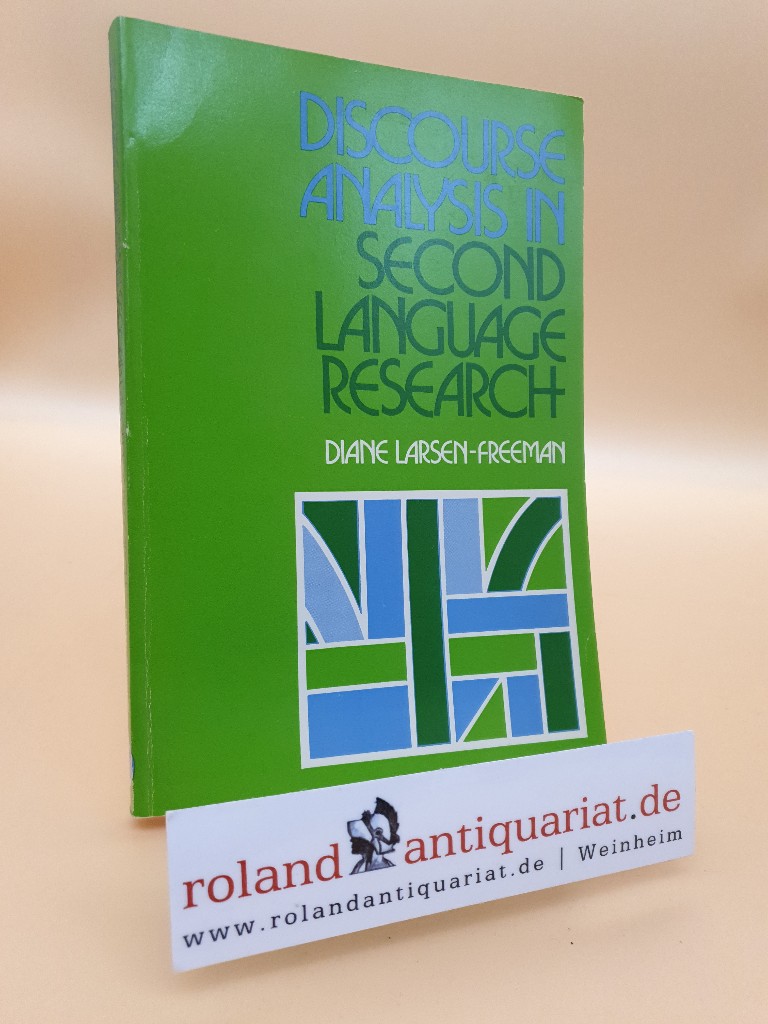 DISCOURSE
ANALYSIS IN
SECOND
LANGUAGE
RESEARCH
DIANE LARSEN-FREEMAN
roland antiquariat.de
www.rolandantiquariat.de | Weinheim